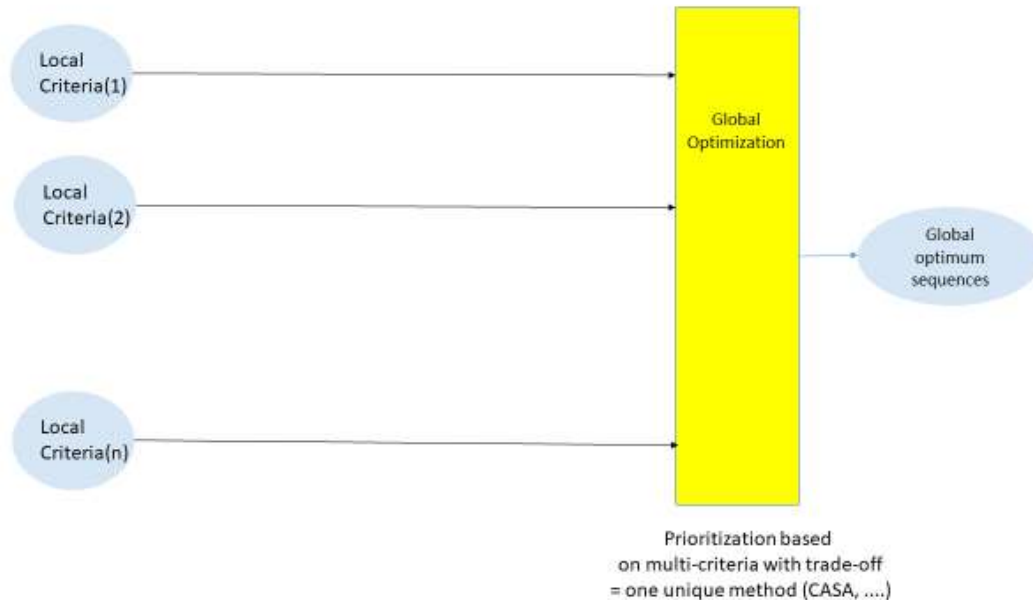 Local
Criteria(1)
Global
Optimization
Local
Criteria(2)
Global
optimum
sequences
Local
Criteria(n)
Prioritization based
on multi-criteria with trade-off
= one unique method (CASA, ....)